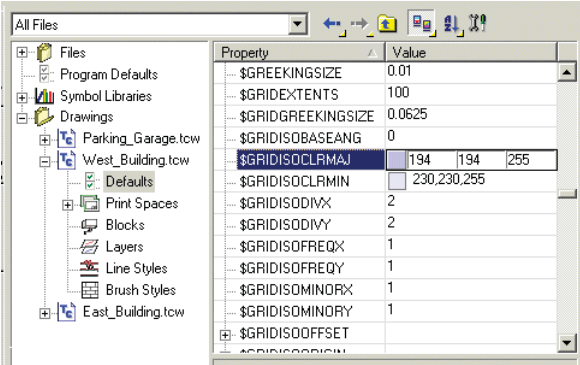 All Files
Files
Program Defaults
Symbol Libraries
Drawings
Parking_Garage.tcw
West_Building.tcw
Defaults
Print Spaces
Blocks
Layers
Line Styles
Brush Styles
East_Building.tcw
Property Value
$GREEKINGSIZE 0.01
$GRIDEXTENTS 100
$GRIDGREEKINGSIZE 0.0625
$GRIDISOBASEANG 0
$GRIDISOCLRMAJ 194 194 255
$GRIDISOCLRMIN 230,230,255
$GRIDISODIVX 2
$GRIDISODIVY 2
$GRIDISOFREQX 1
$GRIDISOFREQY 1
$GRIDISOMINORX 1
$GRIDISOMINORY 1
$GRIDISOOFFSET